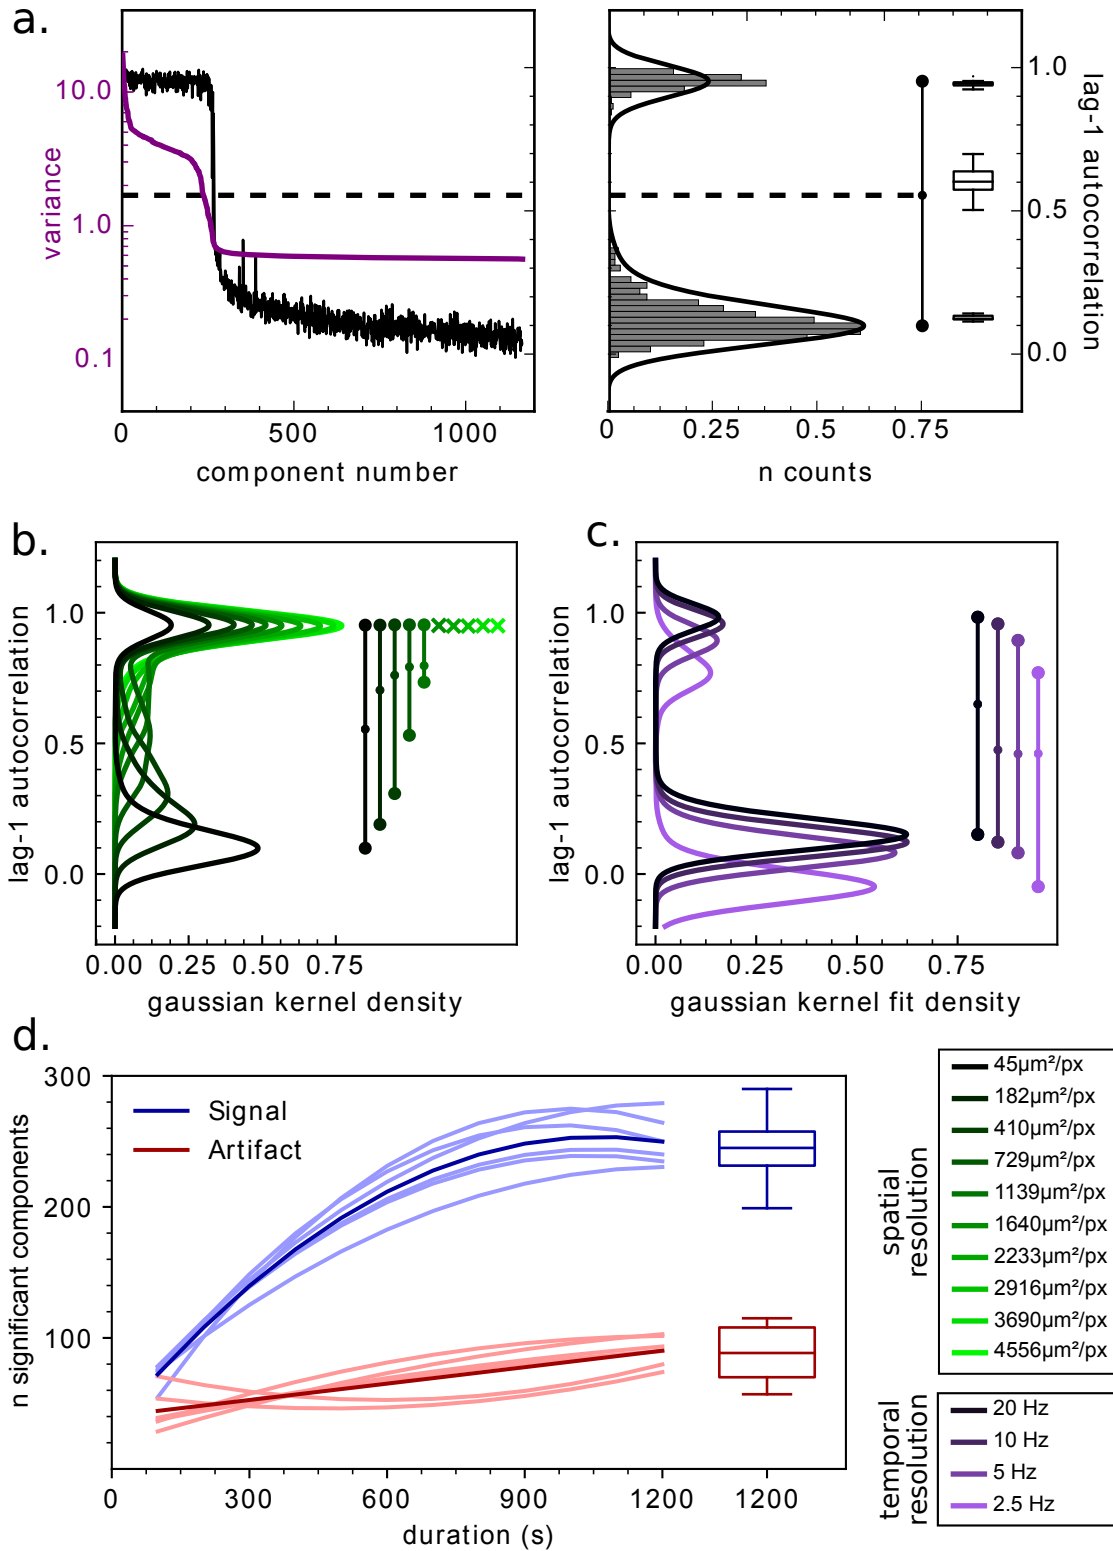 a.
10.0
1.0
0.1
variance
0
500
1000
component number
1.0
0.5
0.0
lag-1 autocorrelation
0
0.25
0.50
0.75
n counts
b.
1.0
0.5
0.0
lag-1 autocorrelation
0.00
0.25
0.50
0.75
gaussian kernel density
c.
1.0
0.5
0.0
lag-1 autocorrelation
0.00
0.25
0.50
0.75
gaussian kernel fit density
d.
300
200
100
n significant components
Signal
Artifact
0
300
600
900
1200
1200
duration (s)
spatial
resolution
45µm²/px
182µm²/px
410µm²/px
729µm²/px
1139µm²/px
1640µm²/px
2233µm²/px
2916µm²/px
3690µm²/px
4556µm²/px
temporal
resolution
20 Hz
10 Hz
5 Hz
2.5 Hz